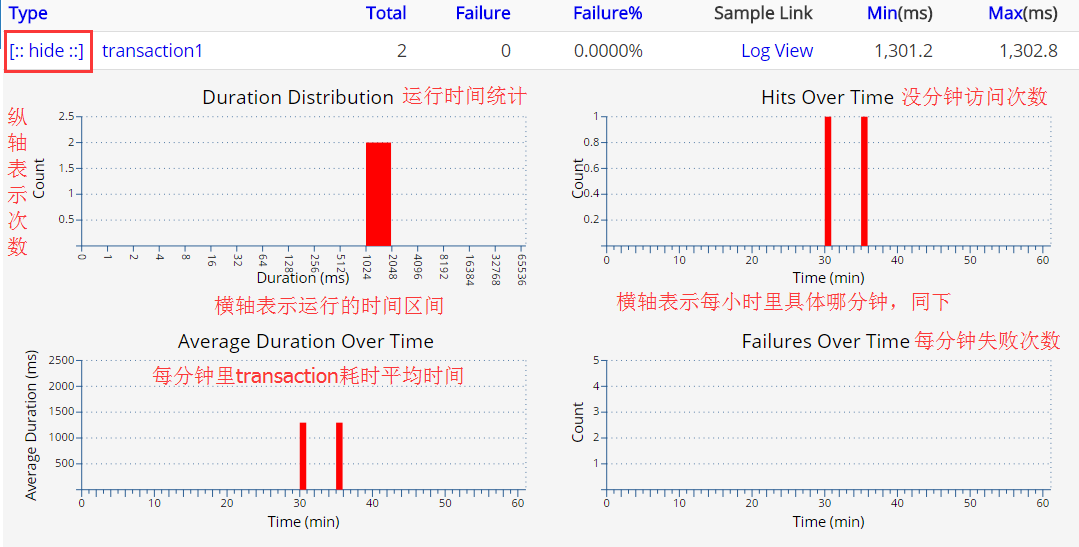 Type Total Failure Failure% Sample Link Min(ms) Max(ms)
[:: hide ::] transaction1 2 0 0.0000% Log View 1,301.2 1,302.8
Duration Distribution 运行时间统计
纵轴表示次数
Count
2.5
2
1.5
1
0.5
0 1 2 4 8 16 32 64 128 256 512 1024 2048 4096 8192 16384 32768 65536
Duration (ms)
横轴表示运行的时间区间
Hits Over Time 没分钟访问次数
Count
1
0.8
0.6
0.4
0.2
0 10 20 30 40 50 60
Time (min)
横轴表示每小时里具体哪分钟，同下
Average Duration Over Time
每分钟里transaction耗时平均时间
Average Duration (ms)
2500
2000
1500
1000
500
0 10 20 30 40 50 60
Time (min)
Failures Over Time 每分钟失败次数
Count
5
4
3
2
1
0 10 20 30 40 50 60
Time (min)